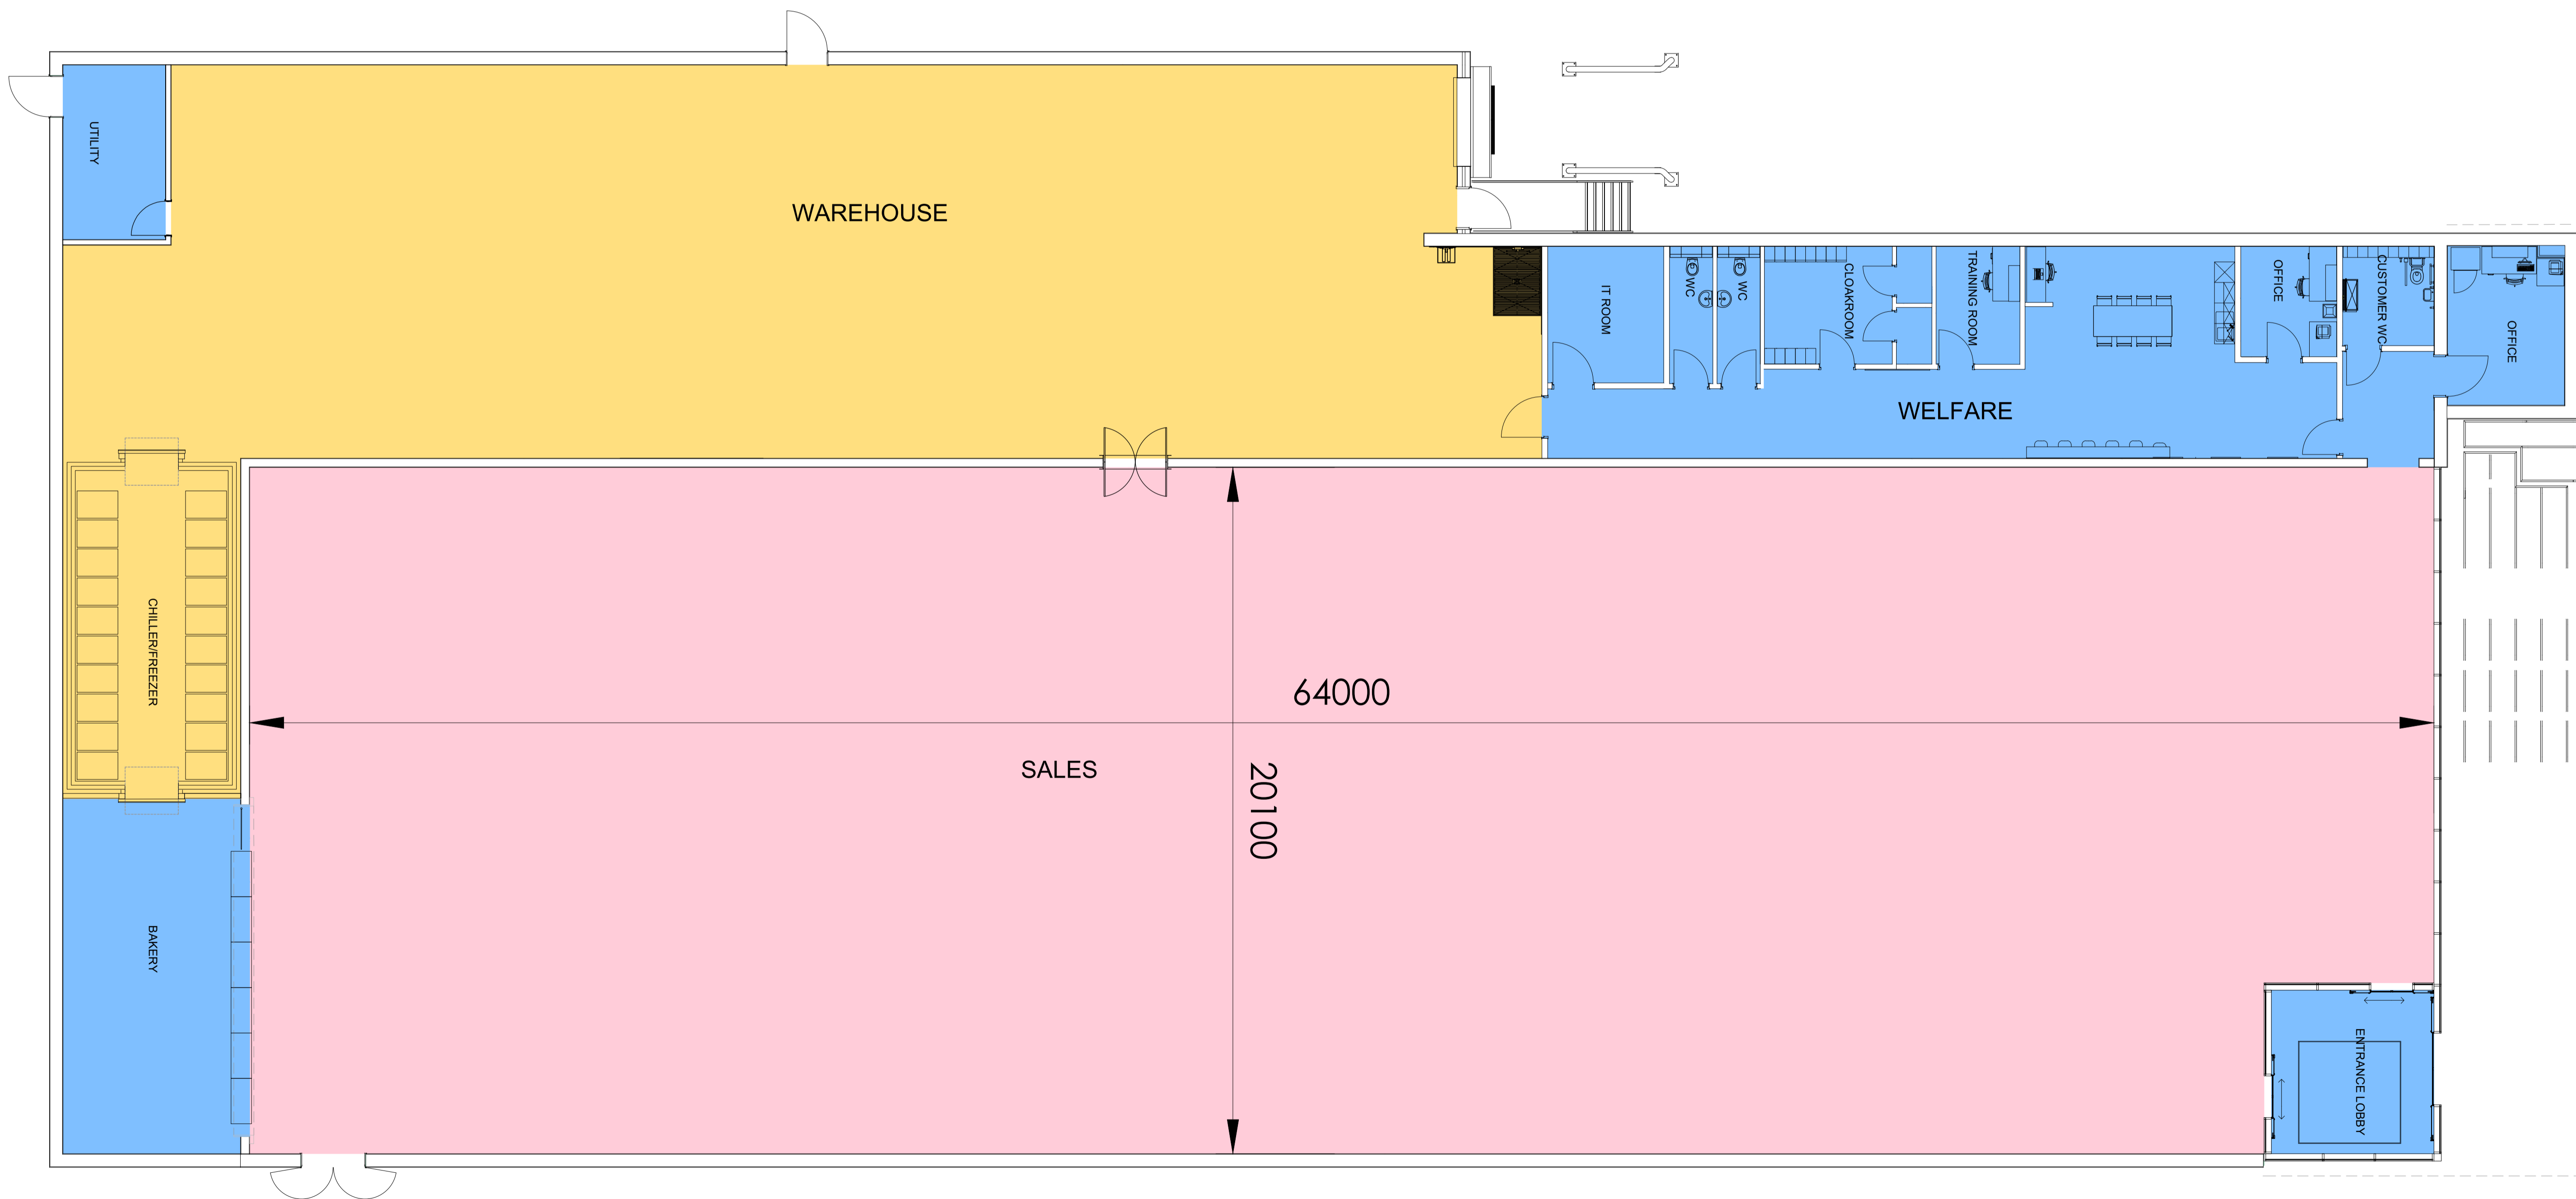 UTILITY
WAREHOUSE
IT ROOM
WC
WC
CLOAKROOM
TRAINING ROOM
OFFICE
CUSTOMER WC
OFFICE
WELFARE
CHILLER/FREEZER
64000
SALES
20100
BAKERY
ENTRANCE LOBBY